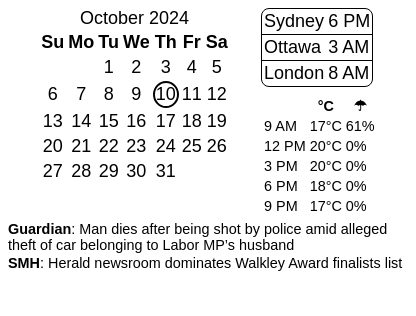 October 2024
Su Mo Tu We Th Fr Sa
1 2 3 4 5
6 7 8 9 10 11 12
13 14 15 16 17 18 19
20 21 22 23 24 25 26
27 28 29 30 31
Sydney 6 PM
Ottawa 3 AM
London 8 AM
°C ☂
9 AM 17°C 61%
12 PM 20°C 0%
3 PM 20°C 0%
6 PM 18°C 0%
9 PM 17°C 0%
Guardian: Man dies after being shot by police amid alleged
theft of car belonging to Labor MP’s husband
SMH: Herald newsroom dominates Walkley Award finalists list